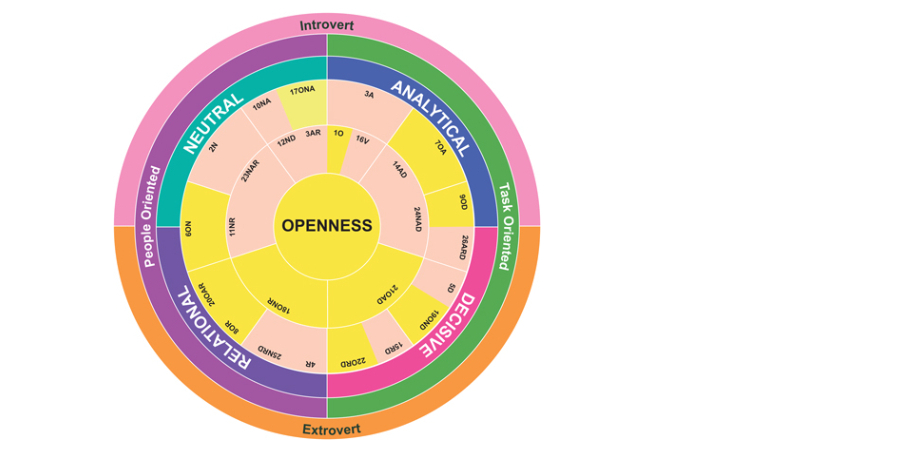 Introvert
NEUTRAL
ANALYTICAL
17ONA
10NA
3A
2N
12ND
3AR
1O
16V
7OA
23NAR
14AD
People Oriented
Task Oriented
9OD
6ON
11NR
OPENNESS
24NAD
26ARD
5D
20OAR
18ONR
21OAD
19OND
8OR
RELATIONAL
DECISIVE
25NRD
4R
22ORD
15RD
Extrovert